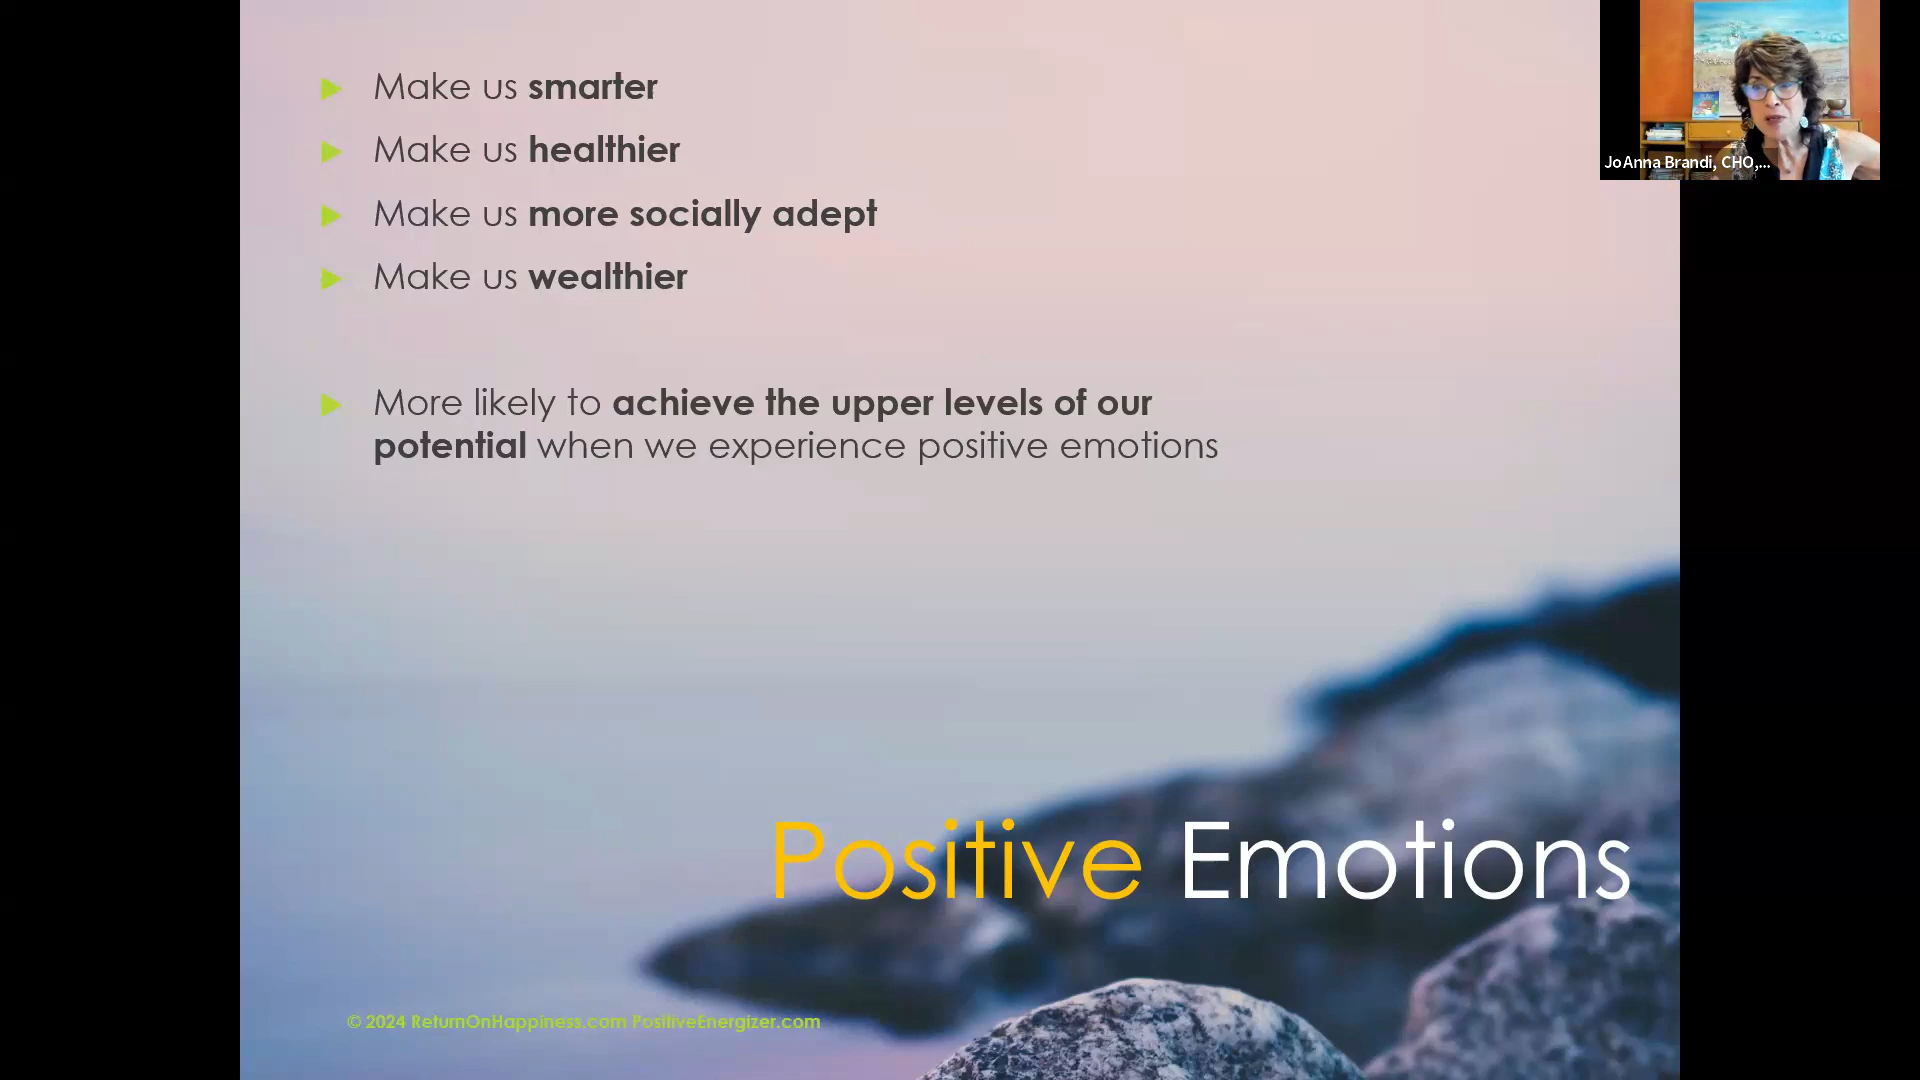 Make us smarter
Make us healthier
Make us more socially adept
Make us wealthier
More likely to achieve the upper levels of our
potential when we experience positive emotions
Positive Emotions
© 2024 ReturnOnHappiness.com PositiveEnergizer.com
JoAnna Brandi, CHO,...